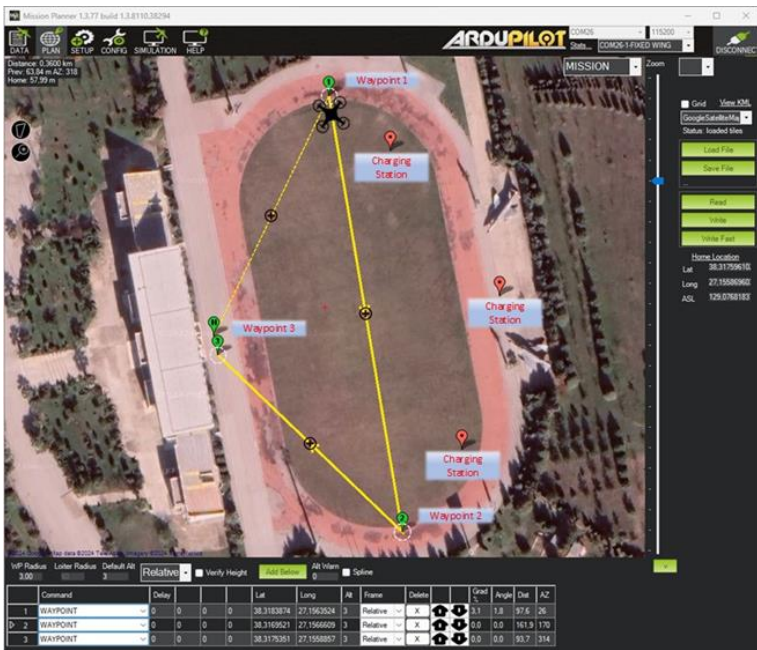 Mission Planner 1.3.77 build 1.3.8110.38294
DATA PLAN SETUP CONFIG SIMULATION HELP
ARDUPILOT
COM26 115200
Stats... COM26-1-FIXED WING
DISCONNEC
Distance: 0,3600 km
Prev: 63,84 m AZ: 318
Home: 57,99 m
MISSION
Zoom
1
Waypoint 1
Charging
Station
Grid View KML
GoogleSatelliteMap
Status: loaded tiles
Load File
Save File
...
Read
Write
Write Fast
Home Location
Lat
Long
ASL
H
3
Waypoint 3
Charging
Station
Charging
Station
2
Waypoint 2
WP Radius Loiter Radius Default Alt
3,00 3
Relative
Verify Height
Add Below
Alt Warn
0
Spline
Command Delay Lat Long Alt Frame Delete Grad % Angle Dist AZ
1 WAYPOINT 0 0 0 0 38,3183874 27,1563524 3 Relative X 3.1 1.8 97.6 26
2 WAYPOINT 0 0 0 0 38,3169521 27,1566609 3 Relative X 0.0 0.0 161.9 170
3 WAYPOINT 0 0 0 0 38,3175351 27,1558857 3 Relative X 0.0 0.0 93.7 314